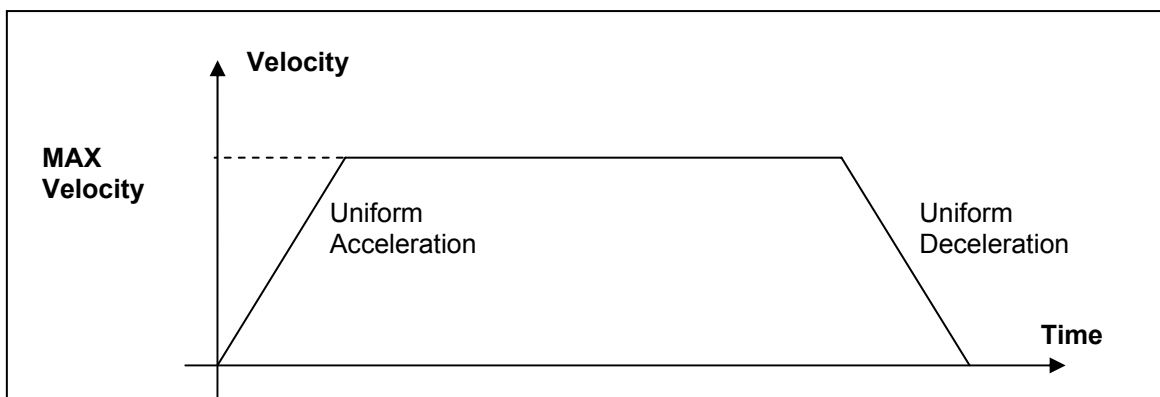 Velocity
MAX
Velocity
Uniform
Acceleration
Uniform
Deceleration
Time